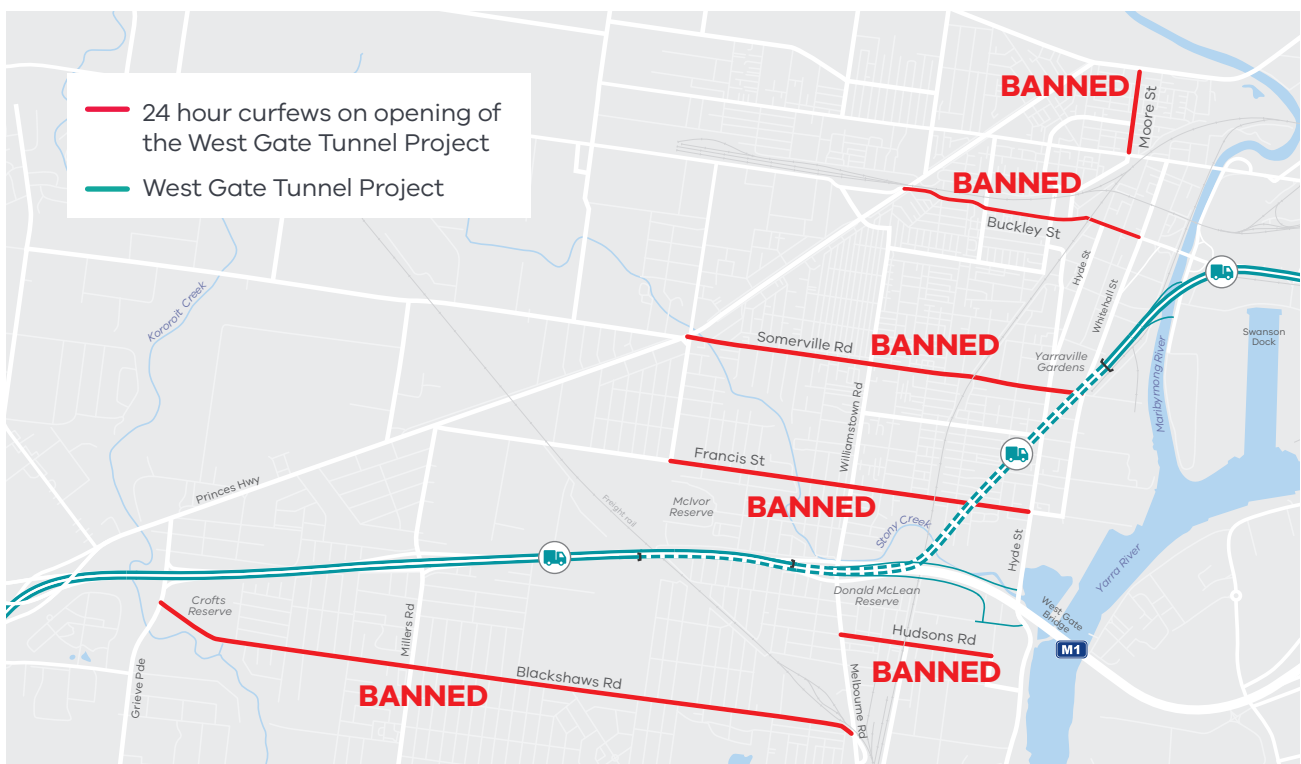 24 hour curfews on opening of
the West Gate Tunnel Project
West Gate Tunnel Project
BANNED
Moore St
BANNED
Buckley St
Hyde St
Whitehall St
Kororoit Creek
Swanson
Dock
Somerville Rd
BANNED
Yarraville
Gardens
Maribyrnong River
Williamstown Rd
Francis St
BANNED
Princes Hwy
McIvor
Reserve
Freight rail
Stony Creek
Hyde St
Yarra River
Crofts
Reserve
Donald McLean
Reserve
West Gate
Bridge
M1
Millers Rd
Hudsons Rd
BANNED
Grieve Pde
Blackshaws Rd
BANNED
Melbourne Rd